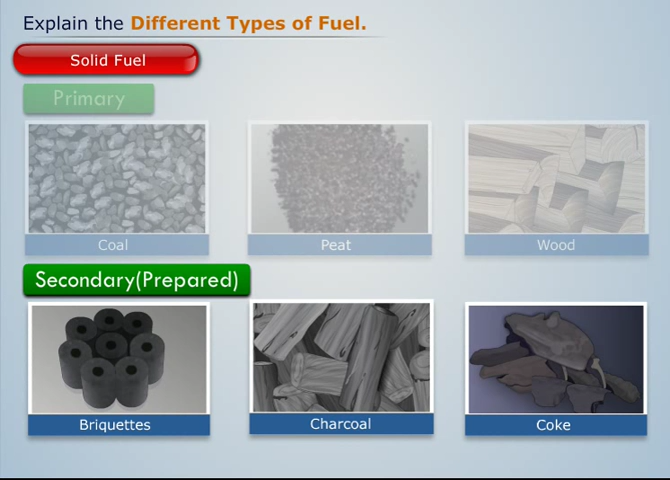 Explain the Different Types of Fuel.
Solid Fuel
Primary
Coal
Peat
Wood
Secondary(Prepared)
Briquettes
Charcoal
Coke